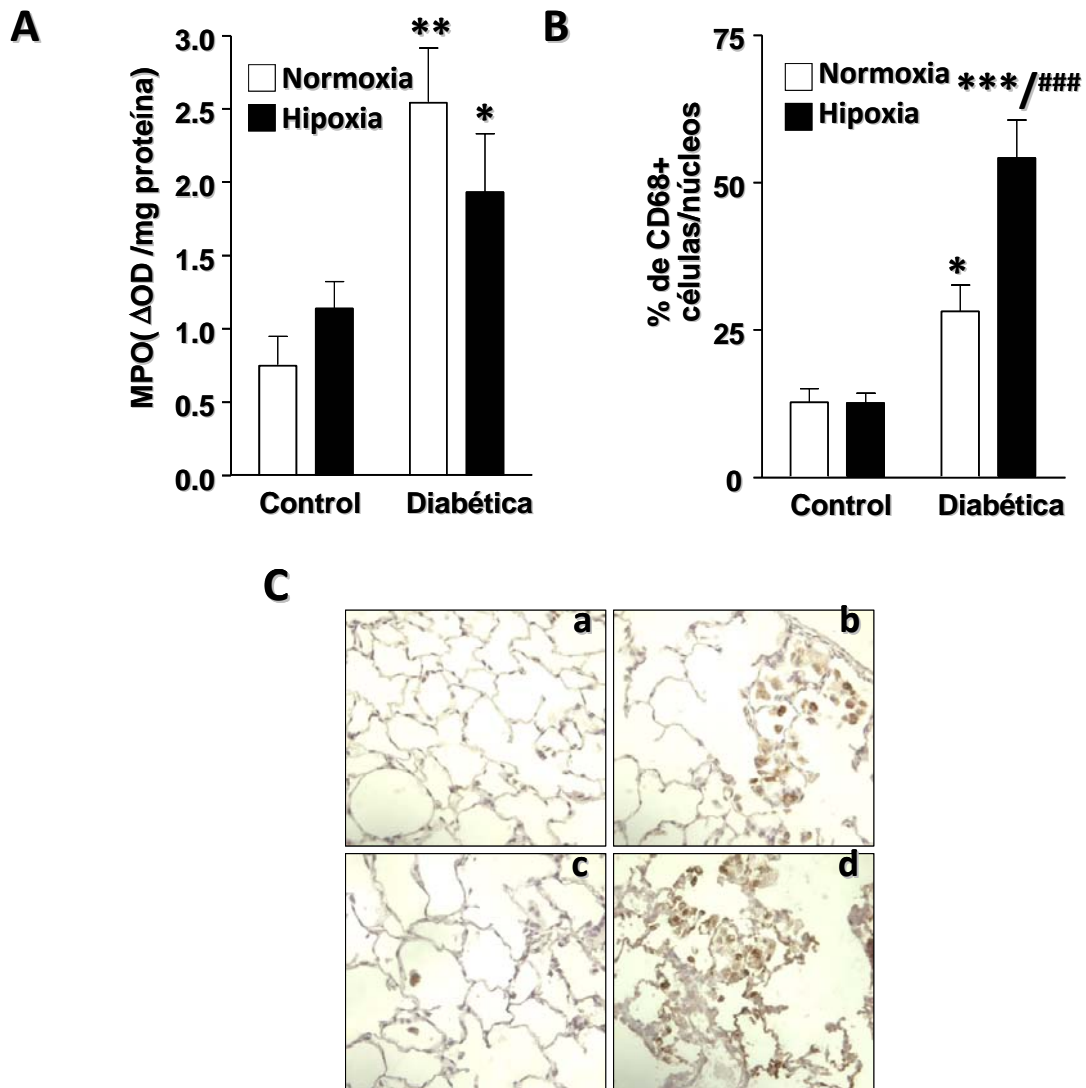 A
MPO( ΔOD /mg proteína)
3.0
2.5
2.0
1.5
1.0
0.5
0.0
Normoxia
Hipoxia
**
*
Control
Diabética
B
% de CD68+
células/núcleos
75
50
25
0
Normoxia
Hipoxia
*
***/###
Control
Diabética
C
a
b
c
d